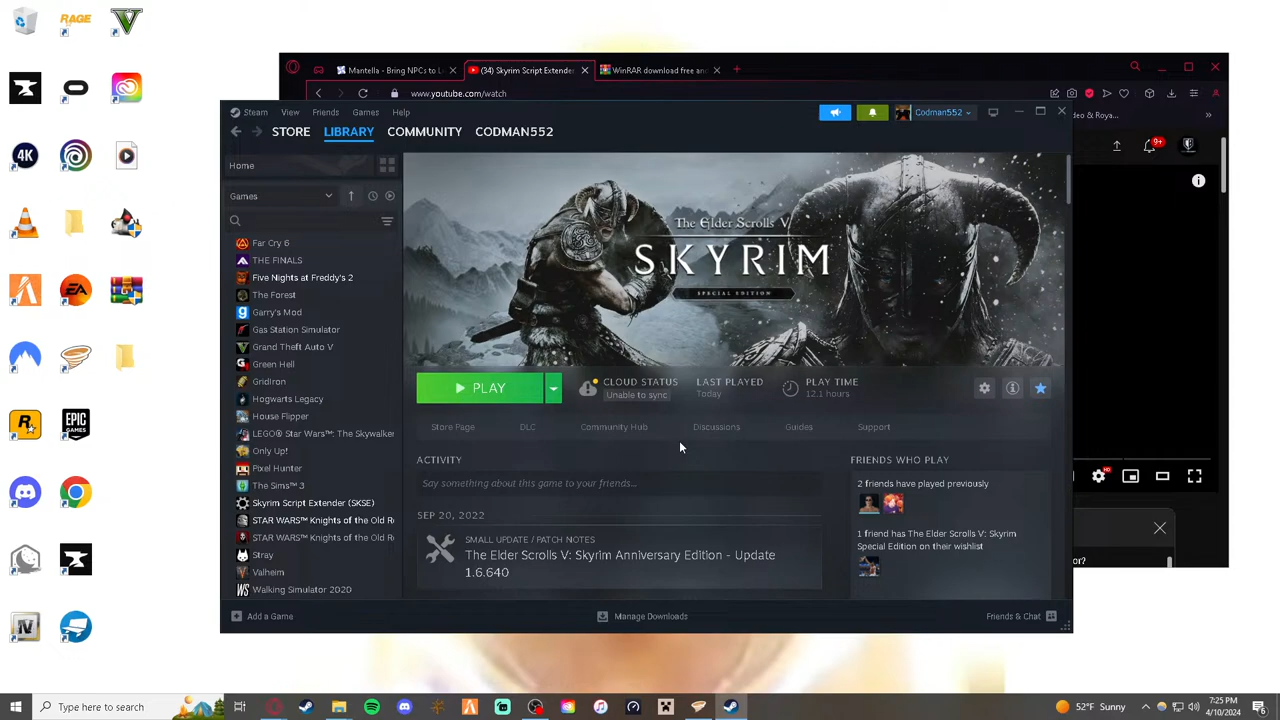 RAGE
Mantella - Bring NPCs to L
(34) Skyrim Script Extender
WinRAR download free and
www.youtube.com/watch
deo & Roya..
9+
Steam View Friends Games Help
Codman552
STORE LIBRARY COMMUNITY CODMAN552
Home
Games
Far Cry 6
THE FINALS
Five Nights at Freddy's 2
The Forest
Garry's Mod
Gas Station Simulator
Grand Theft Auto V
Green Hell
GridIron
Hogwarts Legacy
House Flipper
LEGO® Star Wars™: The Skywalker
Only Up!
Pixel Hunter
The Sims™ 3
Skyrim Script Extender (SKSE)
STAR WARS™ Knights of the Old Re
STAR WARS™ Knights of the Old Re
Stray
Valheim
Walking Simulator 2020
The Elder Scrolls V
SKYRIM
SPECIAL EDITION
PLAY
CLOUD STATUS
Unable to sync
LAST PLAYED
Today
PLAY TIME
12.1 hours
Store Page DLC Community Hub Discussions Guides Support
ACTIVITY
Say something about this game to your friends...
SEP 20, 2022
SMALL UPDATE / PATCH NOTES
The Elder Scrolls V: Skyrim Anniversary Edition - Update
1.6.640
FRIENDS WHO PLAY
2 friends have played previously
1 friend has The Elder Scrolls V: Skyrim
Special Edition on their wishlist
HD
or?
Add a Game
Manage Downloads
Friends & Chat
4K
EPIC
GAMES
Type here to search
52°F Sunny
7:25 PM
4/10/2024
6